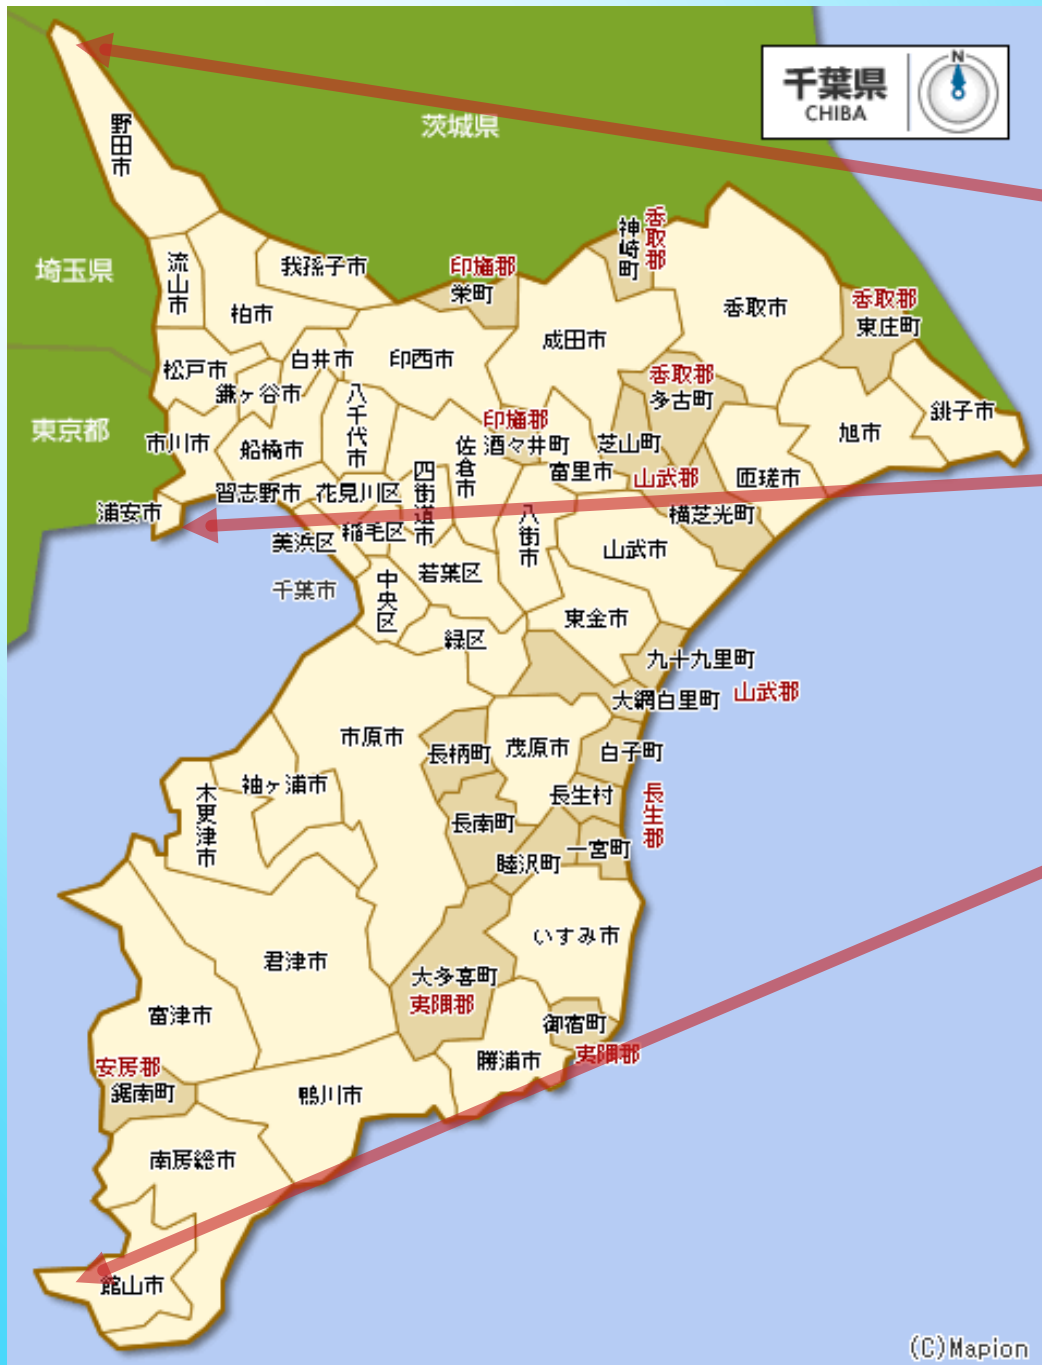 千葉県
CHIBA
N
茨城県
野田市
埼玉県
流山市
我孫子市
印旛郡
栄町
神崎町
香取郡
柏市
香取市
香取郡
東庄町
成田市
松戸市
白井市
印西市
鎌ヶ谷市
香取郡
多古町
東京都
市川市
船橋市
八千代市
佐倉市
印旛郡
酒々井町
芝山町
旭市
銚子市
富里市
山武郡
匝瑳市
浦安市
習志野市
花見川区
四街道市
八街市
横芝光町
美浜区
稲毛区
山武市
千葉市
中央区
若葉区
緑区
東金市
九十九里町
大網白里町
山武郡
市原市
長柄町
茂原市
白子町
袖ヶ浦市
木更津市
長南町
長生村
長生郡
睦沢町
一宮町
君津市
大多喜町
夷隅郡
いすみ市
富津市
御宿町
勝浦市
夷隅郡
安房郡
鋸南町
鴨川市
南房総市
館山市
(C)Mapion